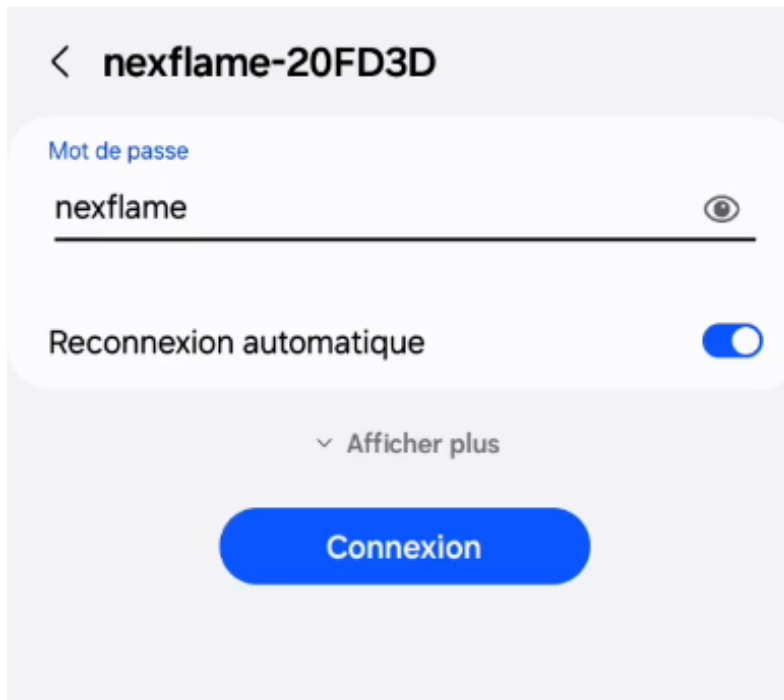 nexflame-20FD3D
Mot de passe
nexflame
Reconnexion automatique
Afficher plus
Connexion